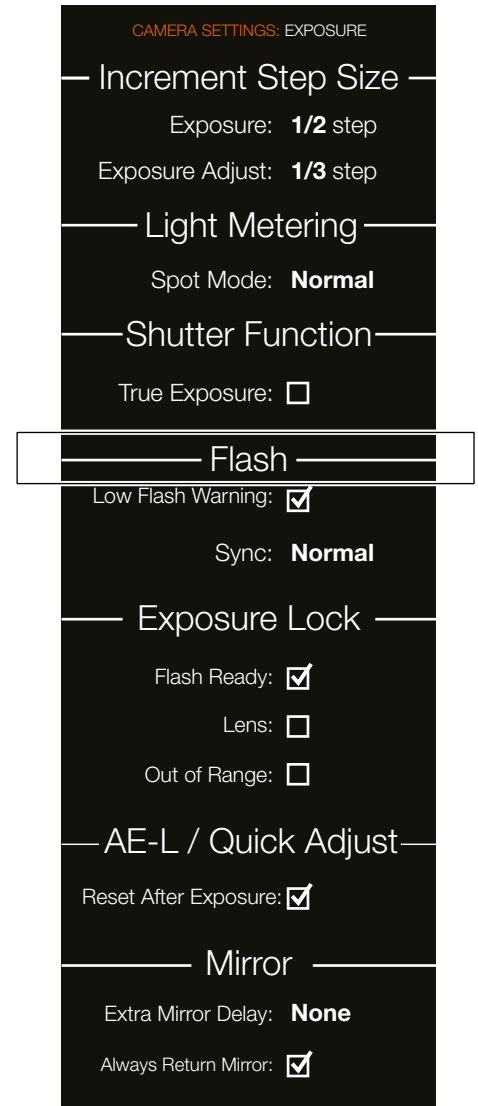 CAMERA SETTINGS: EXPOSURE
Increment Step Size
Exposure: 1/2 step
Exposure Adjust: 1/3 step
Light Metering
Spot Mode: Normal
Shutter Function
True Exposure:
Flash
Low Flash Warning:
Sync: Normal
Exposure Lock
Flash Ready:
Lens:
Out of Range:
AE-L / Quick Adjust
Reset After Exposure:
Mirror
Extra Mirror Delay: None
Always Return Mirror: